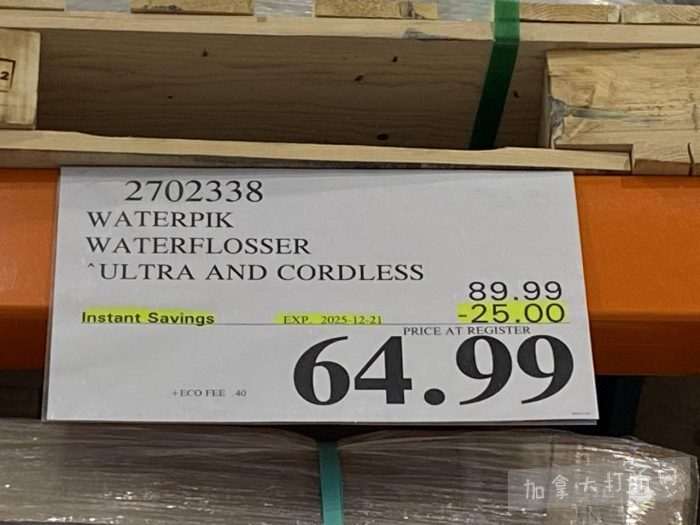 2702338
WATERPIK
WATERFLOSSER
^ULTRA AND CORDLESS
89.99
Instant Savings EXP. 2025-12-21 -25.00
PRICE AT REGISTER
64.99
+ECO FEE .40
加拿大打折